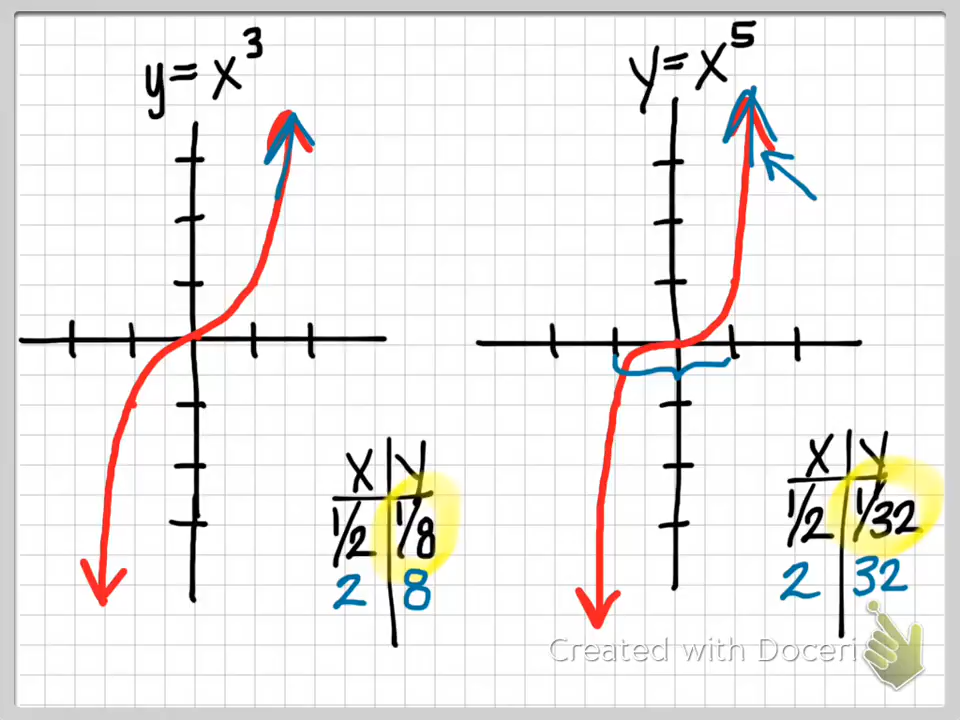 y = x³
y = x⁵
X Y
1/2 1/8
2 8
X Y
1/2 1/32
2 32
Created with Doceri